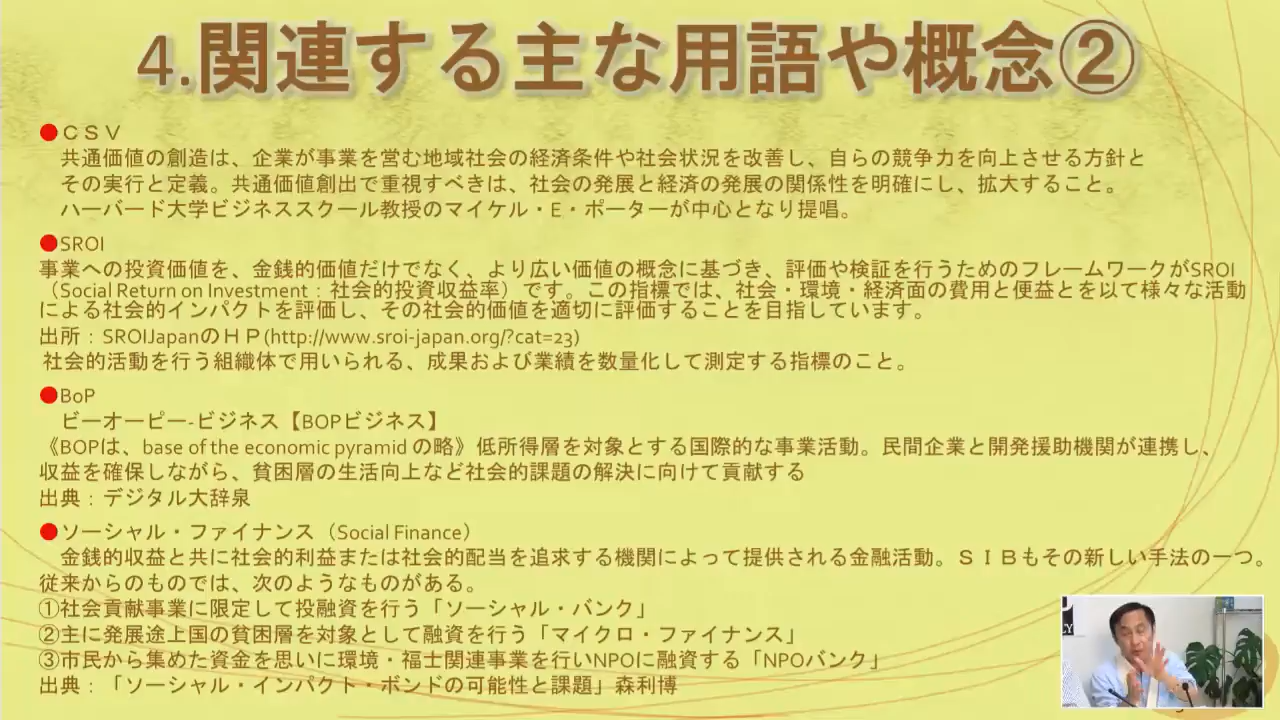 4.関連する主な用語や概念②
●ＣＳＶ
共通価値の創造は、企業が事業を営む地域社会の経済条件や社会状況を改善し、自らの競争力を向上させる方針と
その実行と定義。共通価値創出で重視すべきは、社会の発展と経済の発展の関係性を明確にし、拡大すること。
ハーバード大学ビジネススクール教授のマイケル・E・ポーターが中心となり提唱。
●SROI
事業への投資価値を、金銭的価値だけでなく、より広い価値の概念に基づき、評価や検証を行うためのフレームワークがSROI
（Social Return on Investment：社会的投資収益率）です。この指標では、社会・環境・経済面の費用と便益とを以て様々な活動
による社会的インパクトを評価し、その社会的価値を適切に評価することを目指しています。
出所：SROIJapanのＨＰ(http://www.sroi-japan.org/?cat=23)
社会的活動を行う組織体で用いられる、成果および業績を数量化して測定する指標のこと。
●BoP
ビーオーピー-ビジネス【BOPビジネス】
《BOPは、base of the economic pyramid の略》低所得層を対象とする国際的な事業活動。民間企業と開発援助機関が連携し、
収益を確保しながら、貧困層の生活向上など社会的課題の解決に向けて貢献する
出典：デジタル大辞泉
●ソーシャル・ファイナンス（Social Finance）
金銭的収益と共に社会的利益または社会的配当を追求する機関によって提供される金融活動。ＳＩＢもその新しい手法の一つ。
従来からのものでは、次のようなものがある。
①社会貢献事業に限定して投融資を行う「ソーシャル・バンク」
②主に発展途上国の貧困層を対象として融資を行う「マイクロ・ファイナンス」
③市民から集めた資金を思いに環境・福士関連事業を行いNPOに融資する「NPOバンク」
出典：「ソーシャル・インパクト・ボンドの可能性と課題」森利博